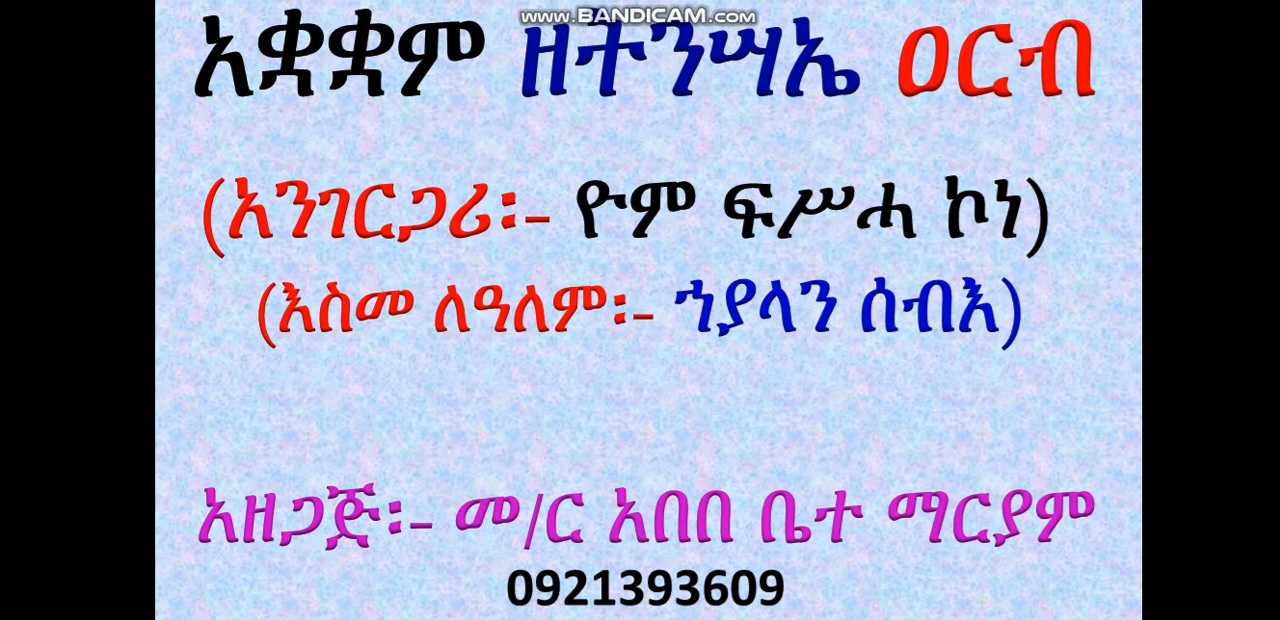 www.BANDICAM.com
አቋቋም ዘትንሣኤ ዐርብ
(አንገርጋሪ፡- ዮም ፍሥሓ ኮነ)
(እስመ ለዓለም፡- ኀያላን ሰብእ)
አዘጋጅ፡- መ/ር አበበ ቤተ ማርያም
0921393609